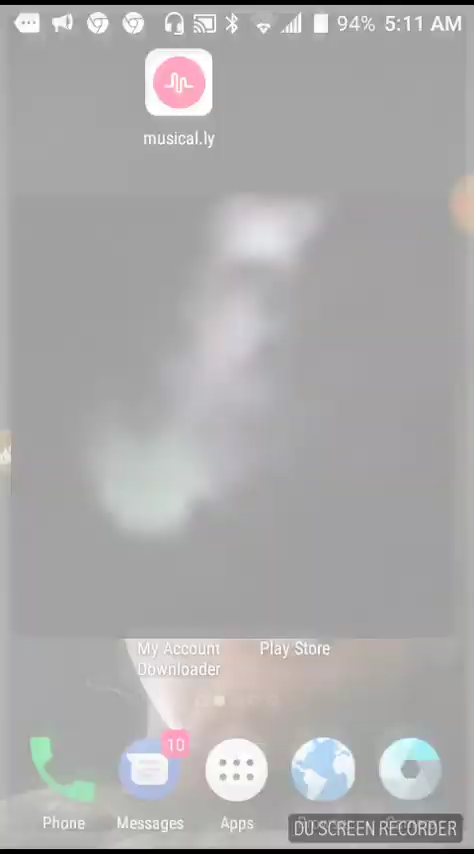 94% 5:11 AM
musical.ly
My Account
Downloader
Play Store
10
Phone
Messages
Apps
DU SCREEN RECORDER